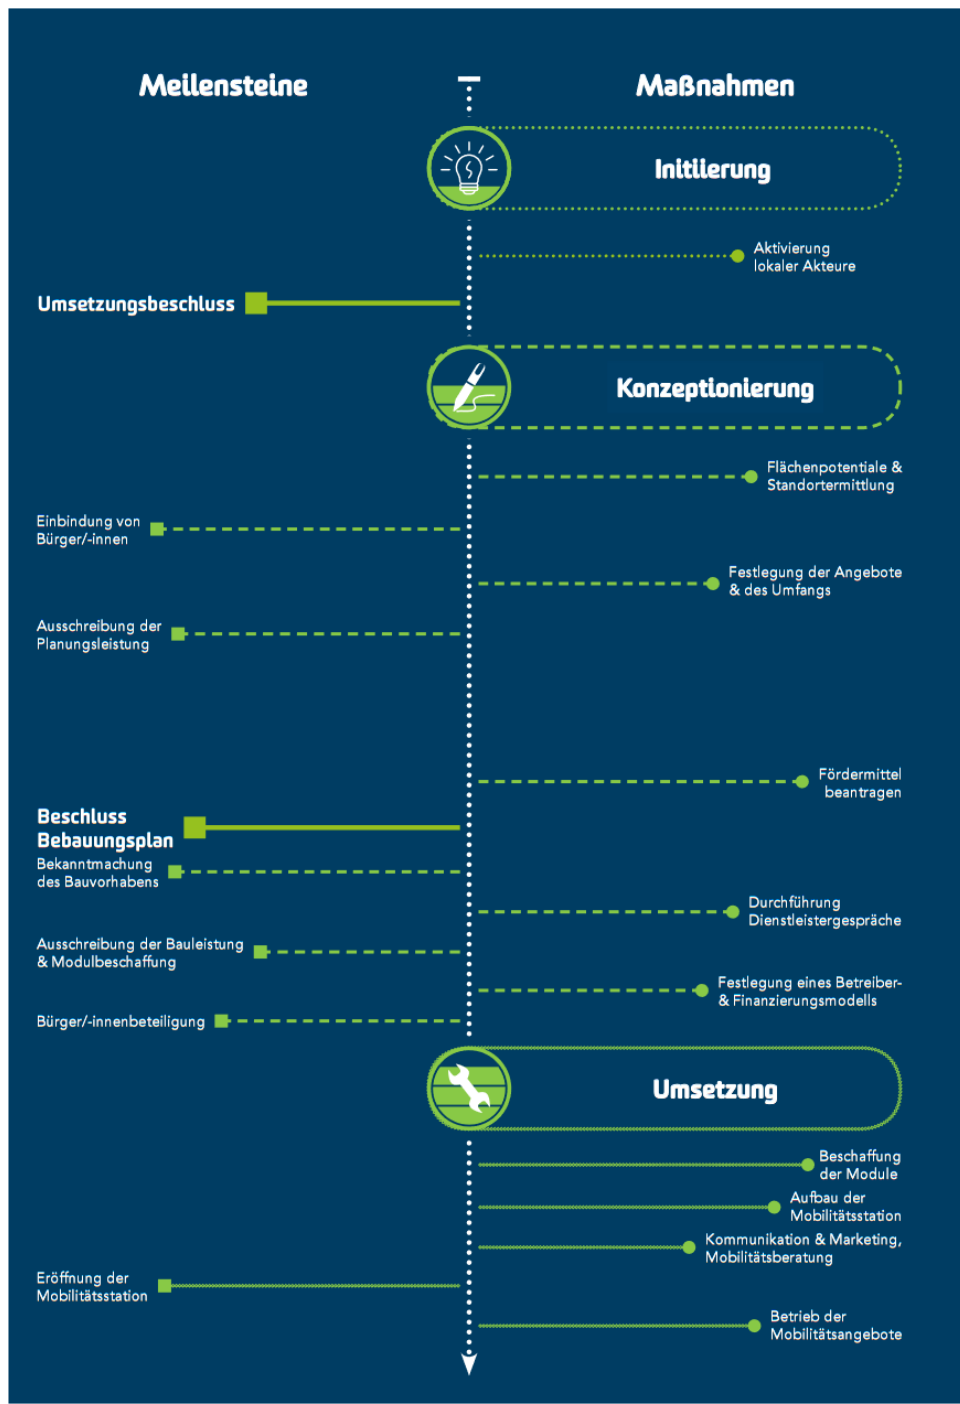 Meilensteine
Maßnahmen
Initiierung
Aktivierung
lokaler Akteure
Umsetzungsbeschluss
Konzeptionierung
Flächenpotentiale &
Standortermittlung
Einbindung von
Bürger/-innen
Festlegung der Angebote
& des Umfangs
Ausschreibung der
Planungsleistung
Fördermittel
beantragen
Beschluss
Bebauungsplan
Bekanntmachung
des Bauvorhabens
Durchführung
Dienstleistergespräche
Ausschreibung der Bauleistung
& Modulbeschaffung
Festlegung eines Betreiber-
& Finanzierungsmodells
Bürger/-innenbeteiligung
Umsetzung
Beschaffung
der Module
Aufbau der
Mobilitätsstation
Kommunikation & Marketing,
Mobilitätsberatung
Eröffnung der
Mobilitätsstation
Betrieb der
Mobilitätsangebote